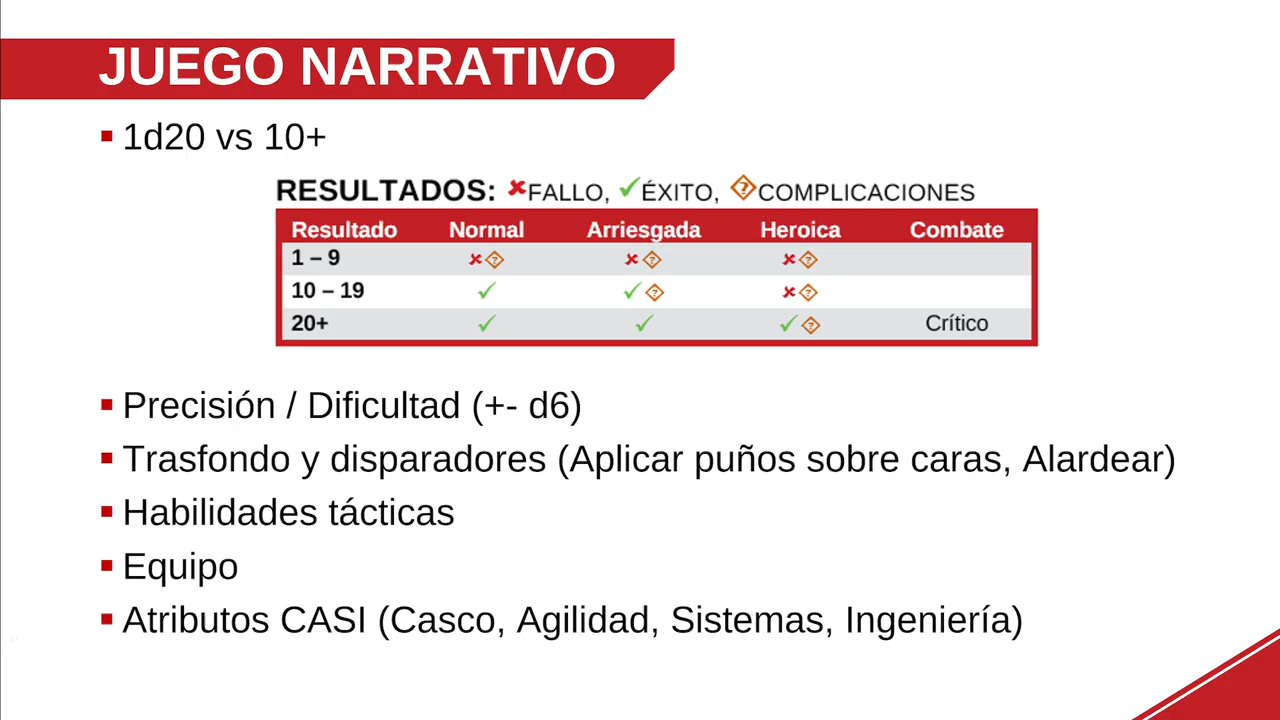 JUEGO NARRATIVO
▪ 1d20 vs 10+
RESULTADOS: ✘FALLO, ✓ÉXITO, ?COMPLICACIONES
Resultado Normal Arriesgada Heroica Combate
1 – 9 ✘? ✘? ✘?
10 – 19 ✓ ✓? ✘?
20+ ✓ ✓ ✓? Crítico
▪ Precisión / Dificultad (+- d6)
▪ Trasfondo y disparadores (Aplicar puños sobre caras, Alardear)
▪ Habilidades tácticas
▪ Equipo
▪ Atributos CASI (Casco, Agilidad, Sistemas, Ingeniería)